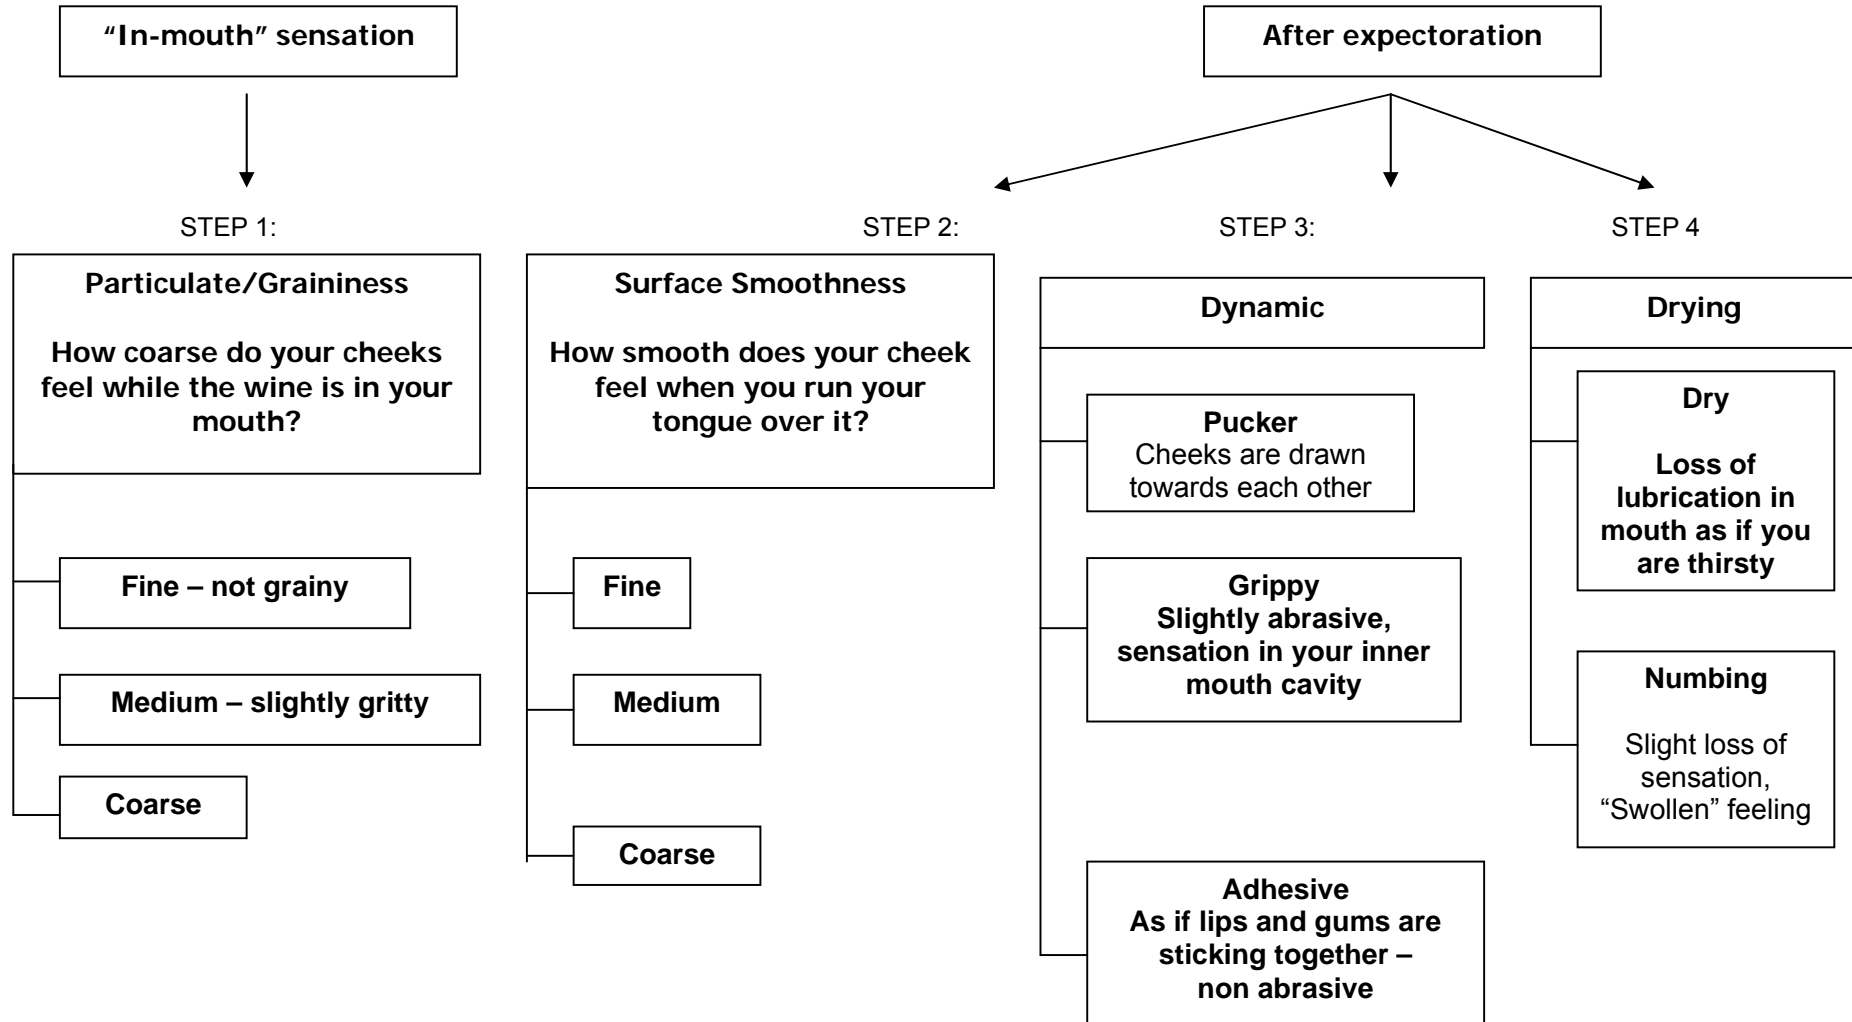 “In-mouth” sensation
After expectoration
STEP 1:
STEP 2:
STEP 3:
STEP 4
Particulate/Graininess
How coarse do your cheeks
feel while the wine is in your
mouth?
Fine – not grainy
Medium – slightly gritty
Coarse
Surface Smoothness
How smooth does your cheek
feel when you run your
tongue over it?
Fine
Medium
Coarse
Dynamic
Pucker
Cheeks are drawn
towards each other
Grippy
Slightly abrasive,
sensation in your inner
mouth cavity
Adhesive
As if lips and gums are
sticking together –
non abrasive
Drying
Dry
Loss of
lubrication in
mouth as if you
are thirsty
Numbing
Slight loss of
sensation,
“Swollen” feeling